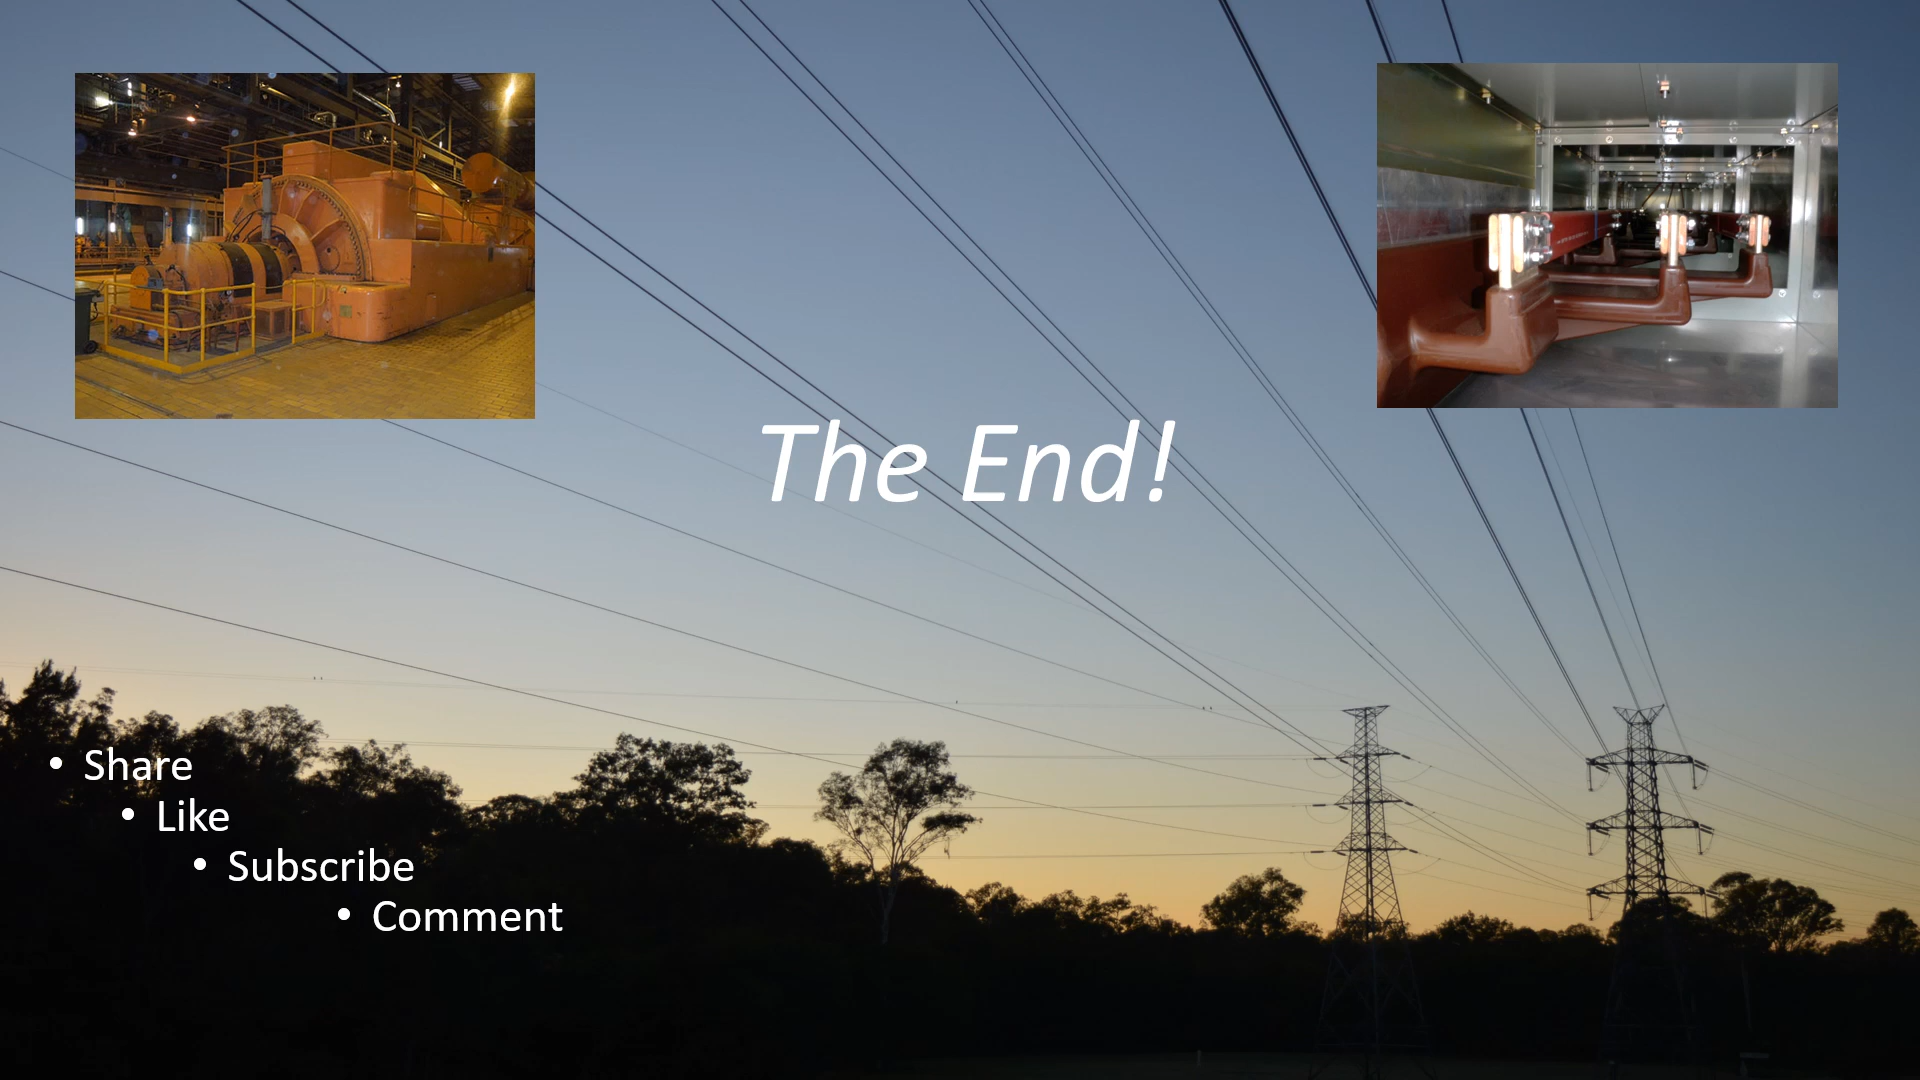 The End!
• Share
• Like
• Subscribe
• Comment